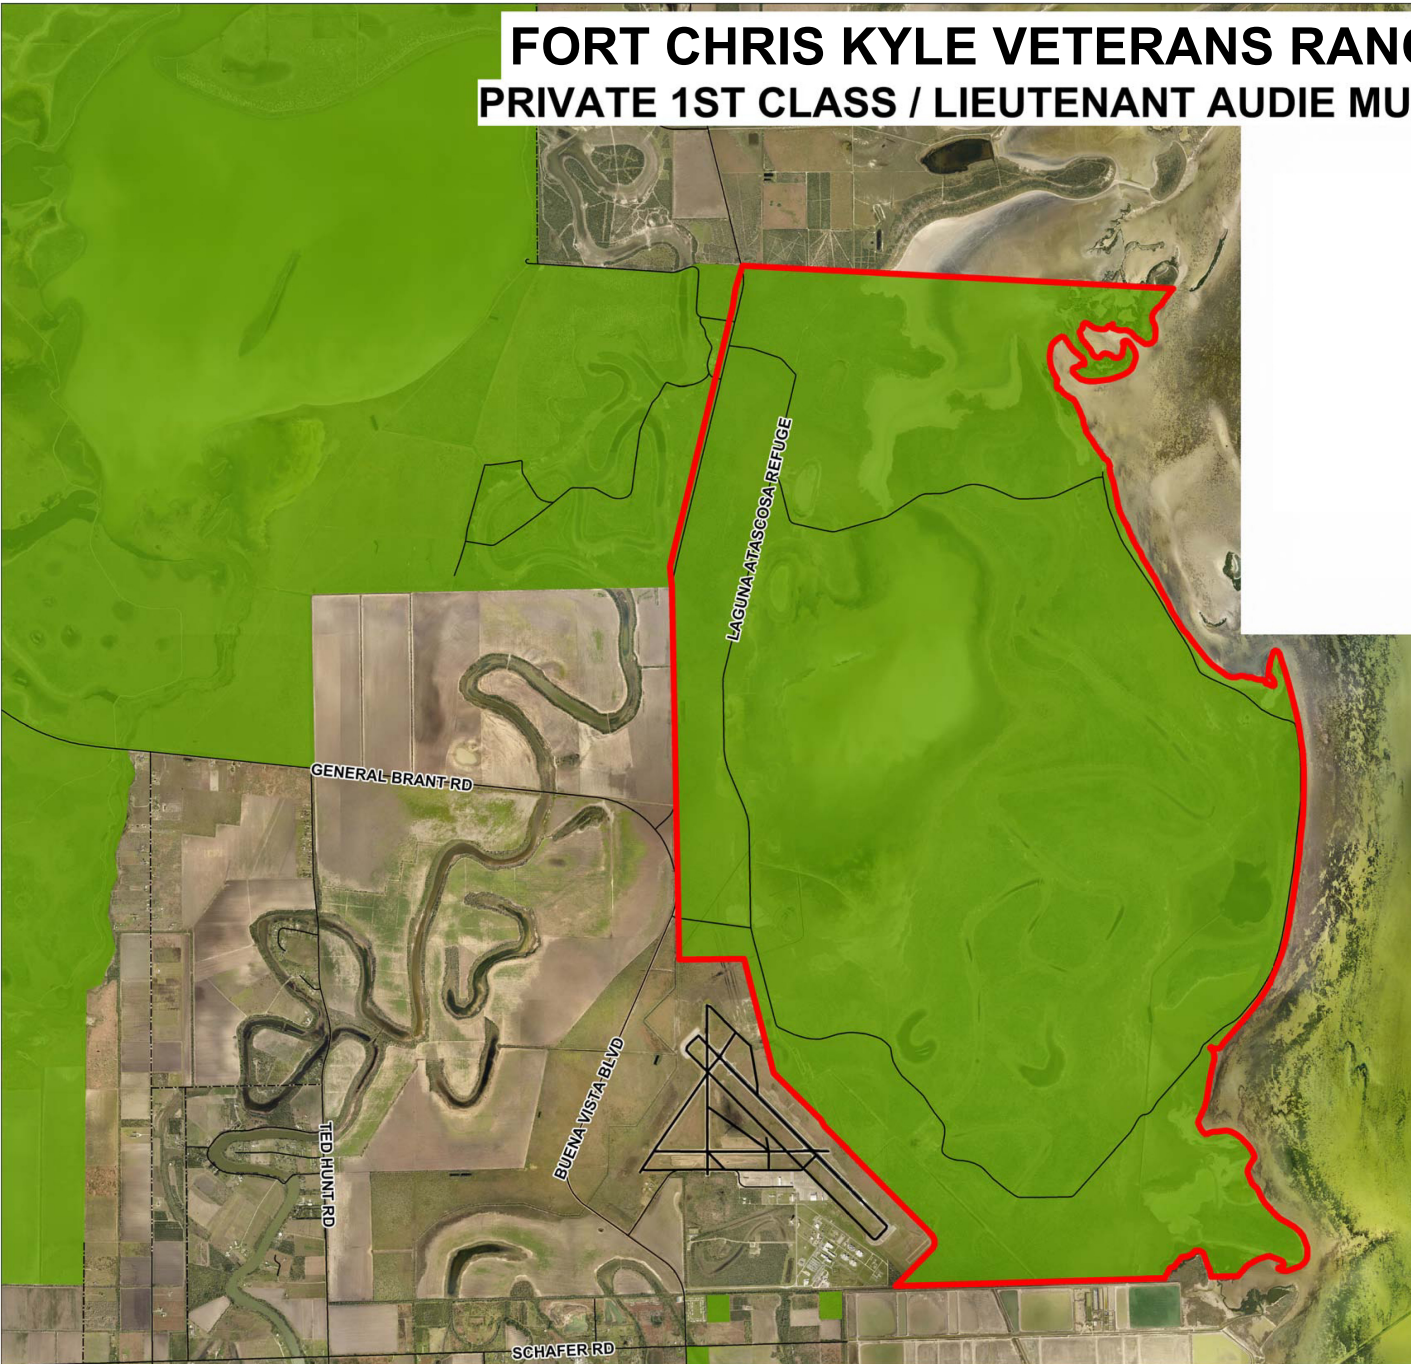 FORT CHRIS KYLE VETERANS RAN
PRIVATE 1ST CLASS / LIEUTENANT AUDIE MU
LAGUNA ATASCOSA REFUGE
GENERAL BRANT RD
BUENA VISTA BLVD
TED HUNT RD
SCHAFER RD